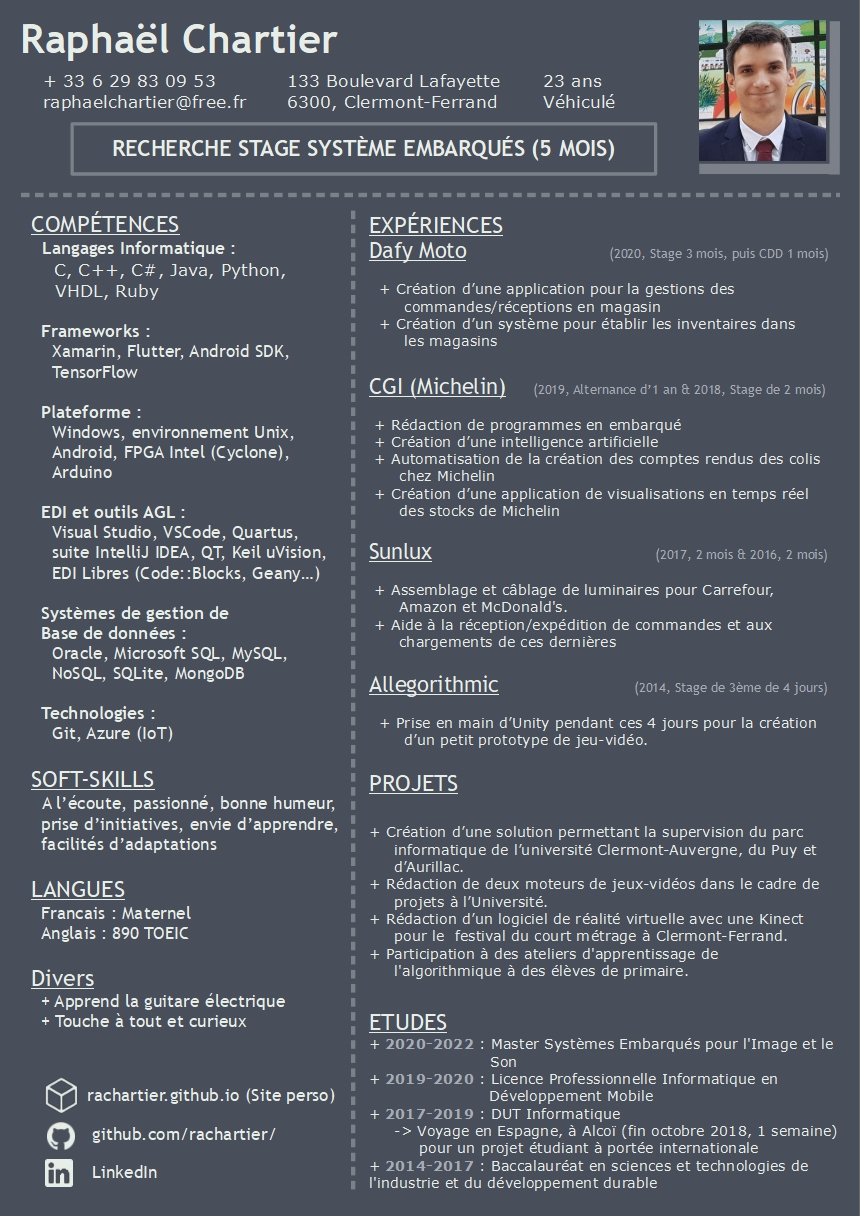 Raphaël Chartier
+ 33 6 29 83 09 53
raphaelchartier@free.fr
133 Boulevard Lafayette
6300, Clermont-Ferrand
23 ans
Véhiculé
RECHERCHE STAGE SYSTÈME EMBARQUÉS (5 MOIS)
COMPÉTENCES
Langages Informatique :
C, C++, C#, Java, Python,
VHDL, Ruby
Frameworks :
Xamarin, Flutter, Android SDK,
TensorFlow
Plateforme :
Windows, environnement Unix,
Android, FPGA Intel (Cyclone),
Arduino
EDI et outils AGL :
Visual Studio, VSCode, Quartus,
suite IntelliJ IDEA, QT, Keil uVision,
EDI Libres (Code::Blocks, Geany…)
Systèmes de gestion de
Base de données :
Oracle, Microsoft SQL, MySQL,
NoSQL, SQLite, MongoDB
Technologies :
Git, Azure (IoT)
SOFT-SKILLS
A l’écoute, passionné, bonne humeur,
prise d’initiatives, envie d’apprendre,
facilités d’adaptations
LANGUES
Francais : Maternel
Anglais : 890 TOEIC
Divers
+ Apprend la guitare électrique
+ Touche à tout et curieux
rachartier.github.io (Site perso)
github.com/rachartier/
LinkedIn
EXPÉRIENCES
Dafy Moto (2020, Stage 3 mois, puis CDD 1 mois)
+ Création d’une application pour la gestions des
commandes/réceptions en magasin
+ Création d’un système pour établir les inventaires dans
les magasins
CGI (Michelin) (2019, Alternance d’1 an & 2018, Stage de 2 mois)
+ Rédaction de programmes en embarqué
+ Création d’une intelligence artificielle
+ Automatisation de la création des comptes rendus des colis
chez Michelin
+ Création d’une application de visualisations en temps réel
des stocks de Michelin
Sunlux (2017, 2 mois & 2016, 2 mois)
+ Assemblage et câblage de luminaires pour Carrefour,
Amazon et McDonald's.
+ Aide à la réception/expédition de commandes et aux
chargements de ces dernières
Allegorithmic (2014, Stage de 3ème de 4 jours)
+ Prise en main d’Unity pendant ces 4 jours pour la création
d’un petit prototype de jeu-vidéo.
PROJETS
+ Création d’une solution permettant la supervision du parc
informatique de l’université Clermont-Auvergne, du Puy et
d’Aurillac.
+ Rédaction de deux moteurs de jeux-vidéos dans le cadre de
projets à l’Université.
+ Rédaction d’un logiciel de réalité virtuelle avec une Kinect
pour le festival du court métrage à Clermont-Ferrand.
+ Participation à des ateliers d'apprentissage de
l'algorithmique à des élèves de primaire.
ETUDES
+ 2020-2022 : Master Systèmes Embarqués pour l'Image et le
Son
+ 2019-2020 : Licence Professionnelle Informatique en
Développement Mobile
+ 2017-2019 : DUT Informatique
-> Voyage en Espagne, à Alcoï (fin octobre 2018, 1 semaine)
pour un projet étudiant à portée internationale
+ 2014-2017 : Baccalauréat en sciences et technologies de
l'industrie et du développement durable